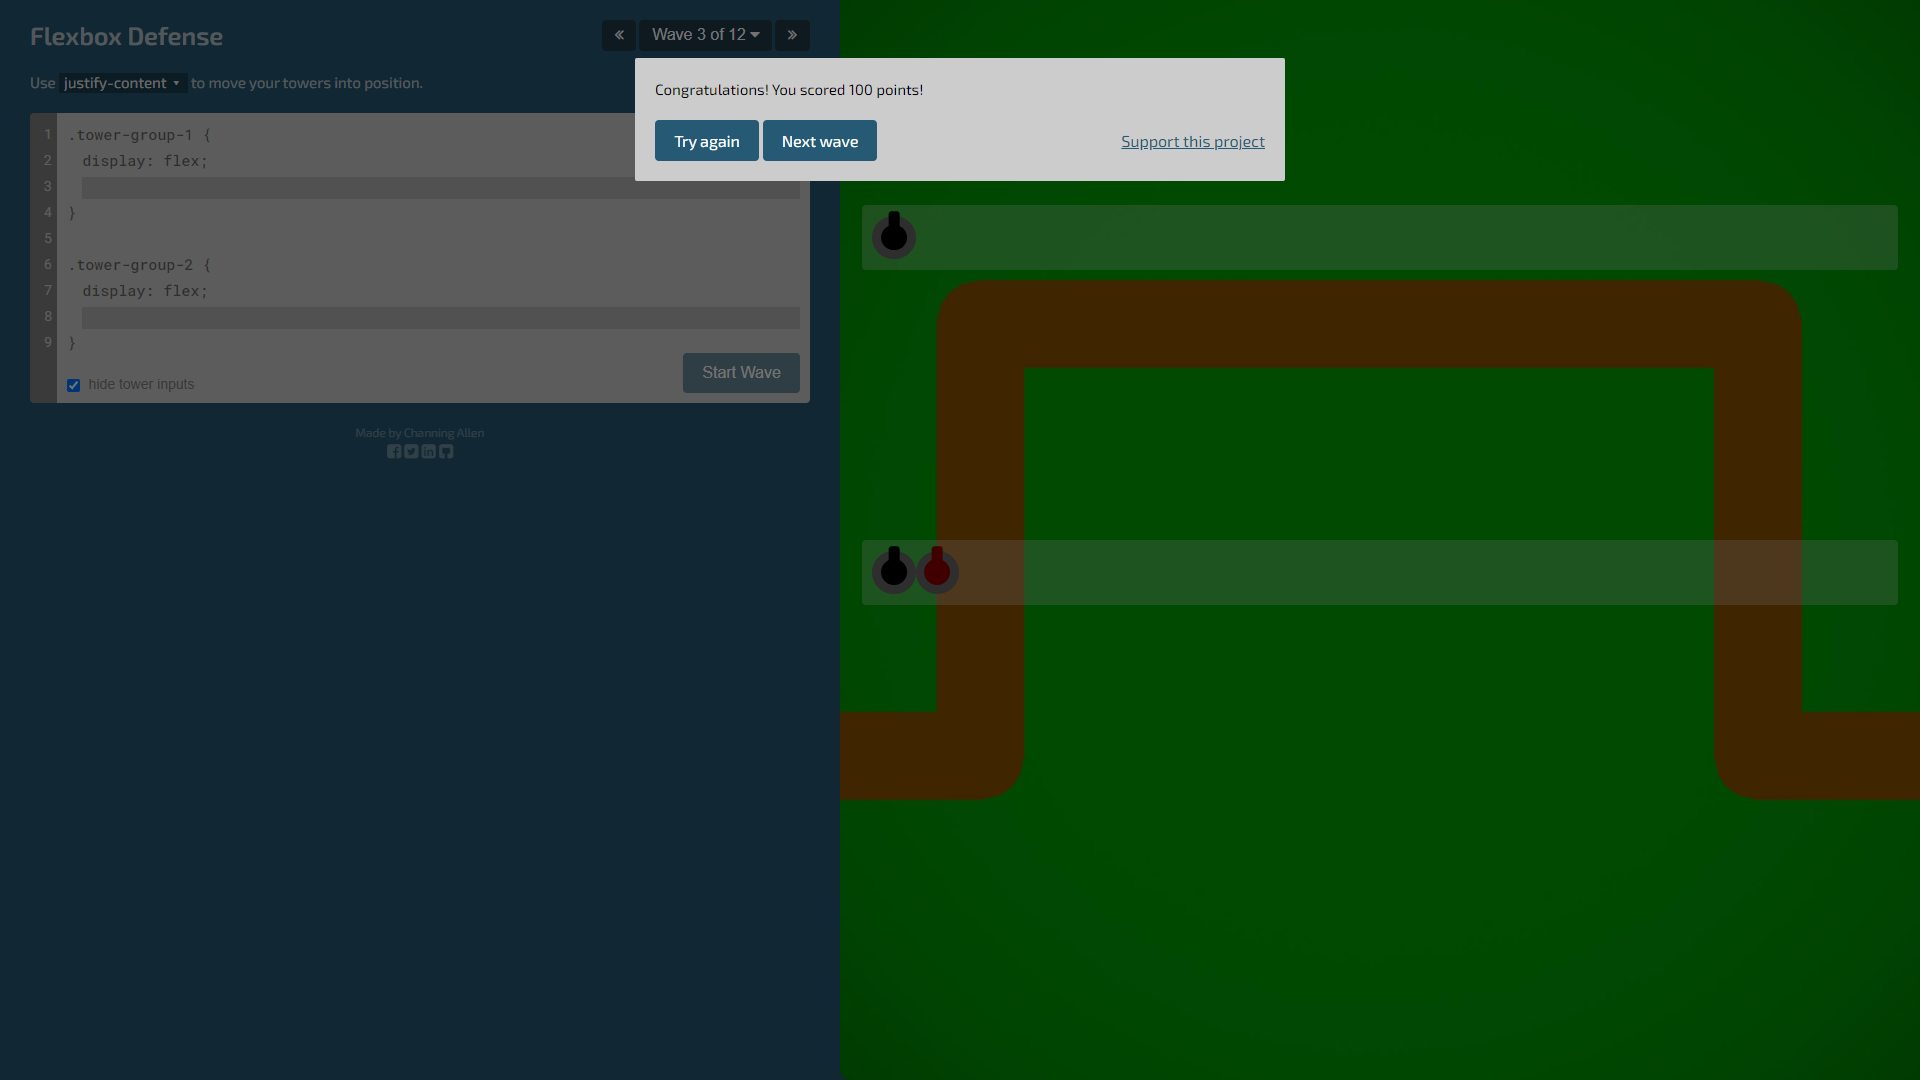 Flexbox Defense
« Wave 3 of 12 »
Use justify-content to move your towers into position.
Congratulations! You scored 100 points!
Try again Next wave Support this project
1 .tower-group-1 {
2 display: flex;
3
4 }
5
6 .tower-group-2 {
7 display: flex;
8
9 }
hide tower inputs Start Wave
Made by Channing Allen